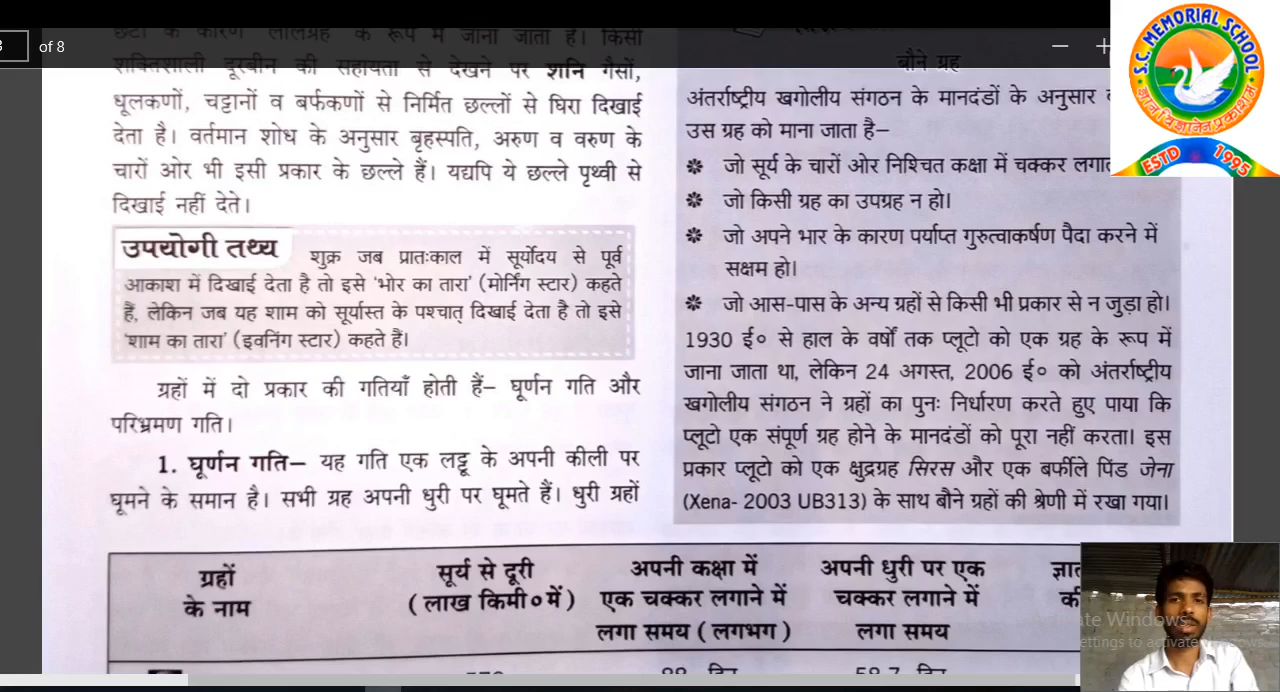 of 8
के कारण लालग्रह के रूप में जाना जाता है। किसी
शक्तिशाली दूरबीन की सहायता से देखने पर शनि गैसों,
धूलकणों, चट्टानों व बर्फकणों से निर्मित छल्लों से घिरा दिखाई
देता है। वर्तमान शोध के अनुसार बृहस्पति, अरुण व वरुण के
चारों ओर भी इसी प्रकार के छल्ले हैं। यद्यपि ये छल्ले पृथ्वी से
दिखाई नहीं देते।
उपयोगी तथ्य शुक्र जब प्रातःकाल में सूर्योदय से पूर्व
आकाश में दिखाई देता है तो इसे 'भोर का तारा' (मोर्निंग स्टार) कहते
हैं, लेकिन जब यह शाम को सूर्यास्त के पश्चात् दिखाई देता है तो इसे
'शाम का तारा' (इवनिंग स्टार) कहते हैं।
ग्रहों में दो प्रकार की गतियाँ होती हैं– घूर्णन गति और
परिभ्रमण गति।
1. घूर्णन गति– यह गति एक लट्टू के अपनी कीली पर
घूमने के समान है। सभी ग्रह अपनी धुरी पर घूमते हैं। धुरी ग्रहों
बौने ग्रह
अंतर्राष्ट्रीय खगोलीय संगठन के मानदंडों के अनुसार
उस ग्रह को माना जाता है–
❇ जो सूर्य के चारों ओर निश्चित कक्षा में चक्कर
❇ जो किसी ग्रह का उपग्रह न हो।
❇ जो अपने भार के कारण पर्याप्त गुरुत्वाकर्षण पैदा करने में
सक्षम हो।
❇ जो आस-पास के अन्य ग्रहों से किसी भी प्रकार से न जुड़ा हो।
1930 ई० से हाल के वर्षों तक प्लूटो को एक ग्रह के रूप में
जाना जाता था, लेकिन 24 अगस्त, 2006 ई० को अंतर्राष्ट्रीय
खगोलीय संगठन ने ग्रहों का पुनः निर्धारण करते हुए पाया कि
प्लूटो एक संपूर्ण ग्रह होने के मानदंडों को पूरा नहीं करता। इस
प्रकार प्लूटो को एक क्षुद्रग्रह सिरस और एक बर्फीले पिंड जेना
(Xena- 2003 UB313) के साथ बौने ग्रहों की श्रेणी में रखा गया।
ग्रहों
के नाम
सूर्य से दूरी
(लाख किमी०में)
अपनी कक्षा में
एक चक्कर लगाने में
लगा समय (लगभग)
अपनी धुरी पर एक
चक्कर लगाने में
लगा समय
S.C. MEMORIAL SCHOOL
ESTD 1995
Windows
ettings to activate Windows.